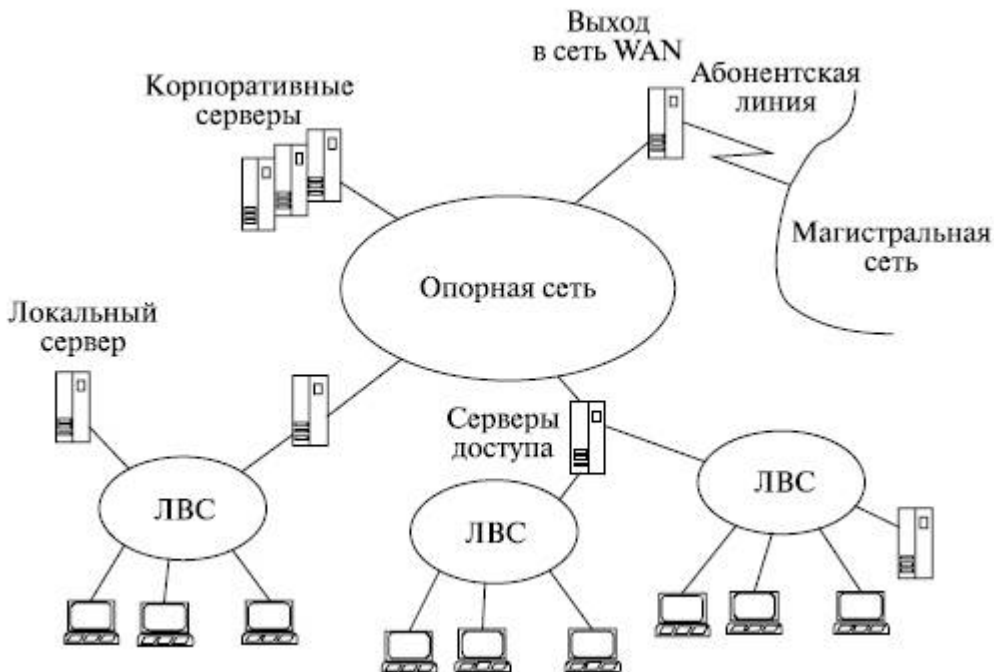 Выход
в сеть WAN
Абонентская
линия
Корпоративные
серверы
Магистральная
сеть
Опорная сеть
Локальный
сервер
Серверы
доступа
ЛВС
ЛВС
ЛВС